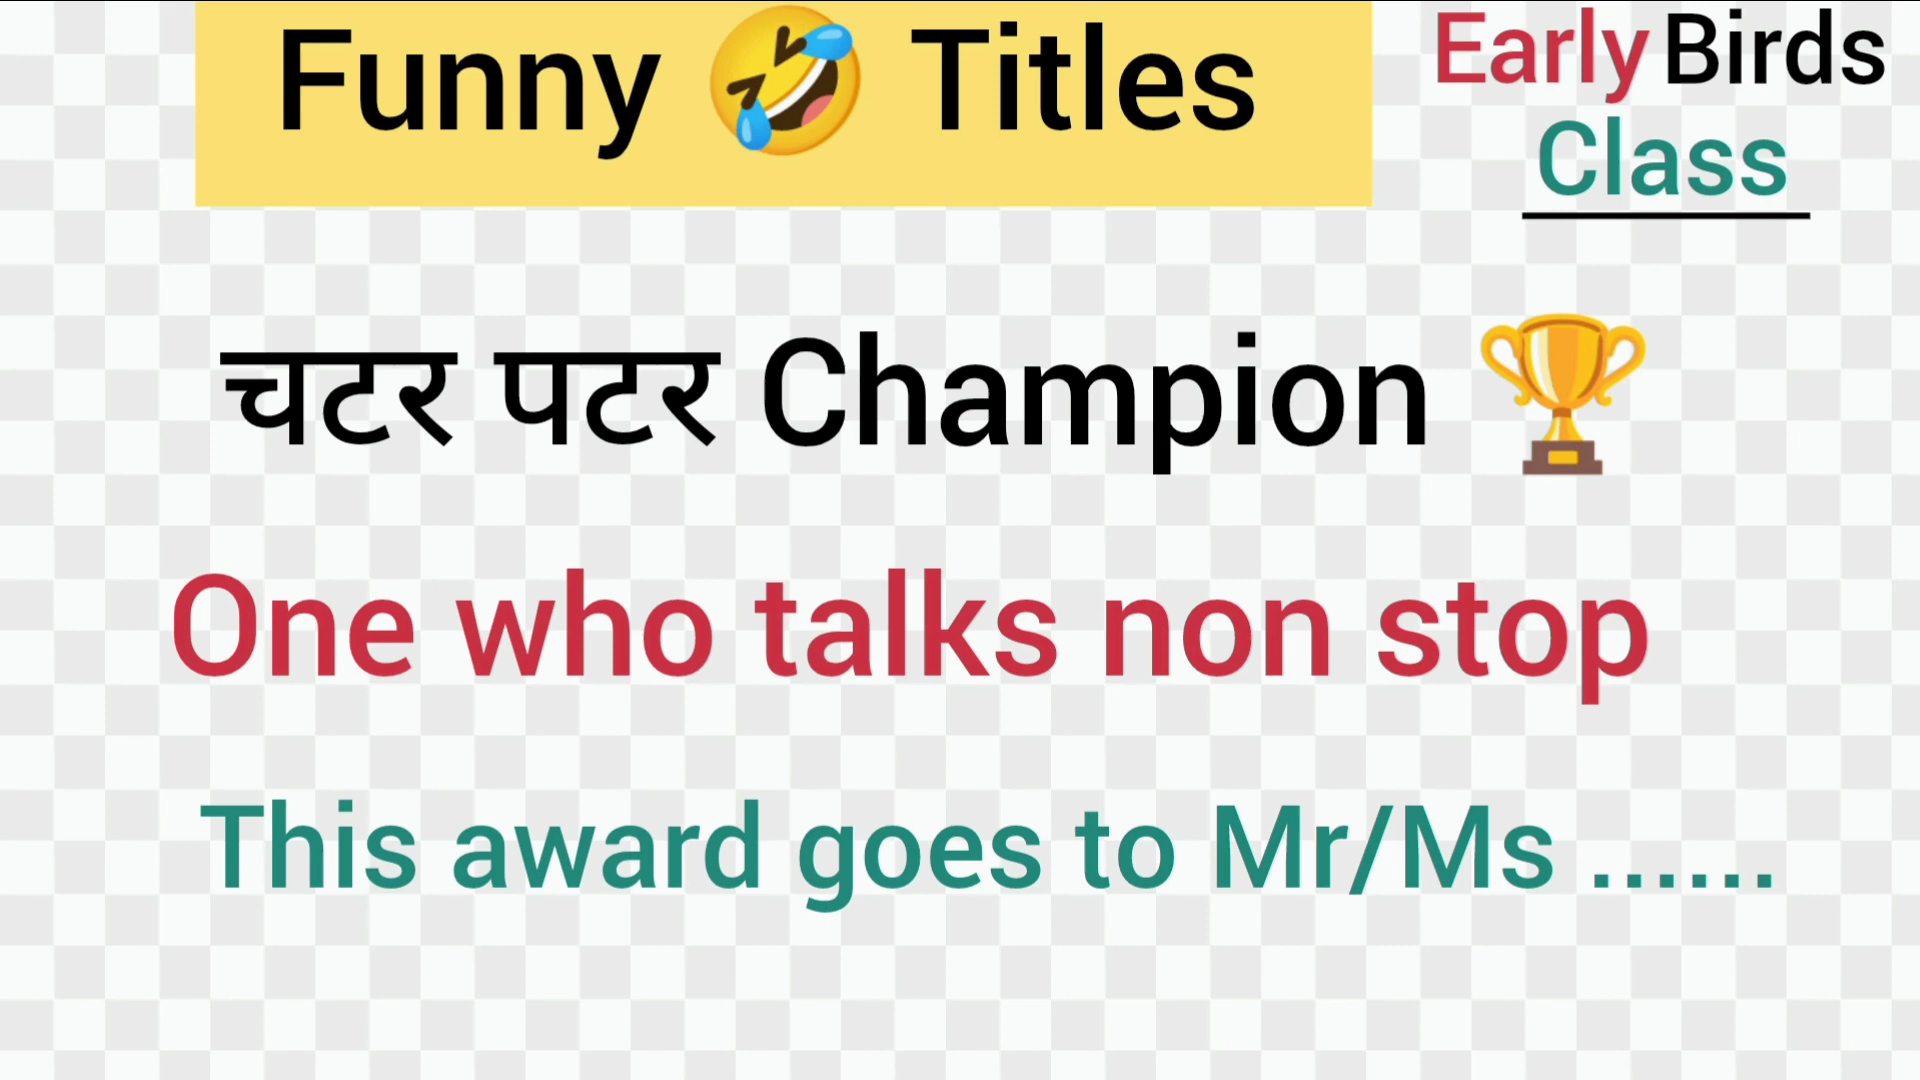 Funny 🤣 Titles
Early Birds
Class
चटर पटर Champion 🏆
One who talks non stop
This award goes to Mr/Ms ......